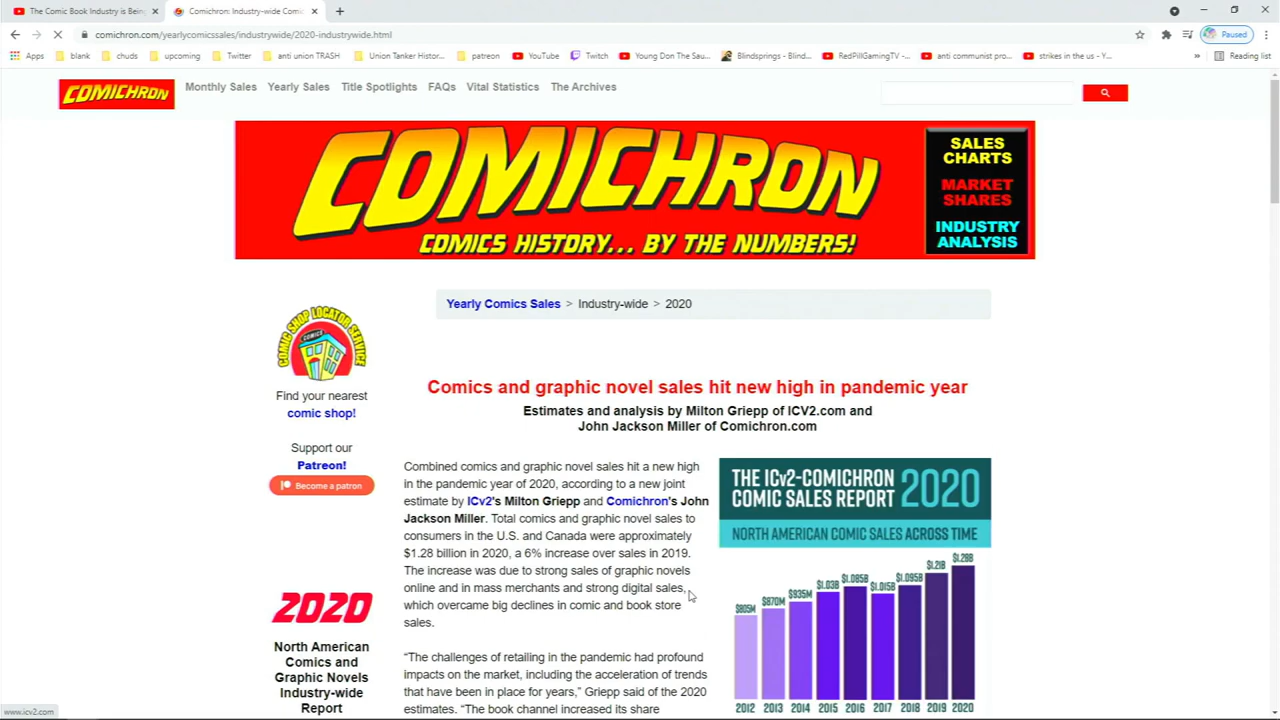 The Comic Book Industry is Being
Comichron: Industry-wide Comic
comichron.com/yearlycomicssales/industrywide/2020-industrywide.html
Paused
Apps blank chuds upcoming Twitter anti union TRASH Union Tanker Histor... patreon YouTube Twitch Young Don The Sau... Blindsprings - Blind... RedPillGamingTV -... anti communist pro... strikes in the us - Y... » Reading list
COMICHRON Monthly Sales Yearly Sales Title Spotlights FAQs Vital Statistics The Archives
COMICHRON
COMICS HISTORY... BY THE NUMBERS!
SALES
CHARTS
MARKET
SHARES
INDUSTRY
ANALYSIS
Yearly Comics Sales > Industry-wide > 2020
COMIC SHOP LOCATOR SERVICE
COMICS
Find your nearest
comic shop!
Support our
Patreon!
Become a patron
2020
North American
Comics and
Graphic Novels
Industry-wide
Report
Comics and graphic novel sales hit new high in pandemic year
Estimates and analysis by Milton Griepp of ICV2.com and
John Jackson Miller of Comichron.com
Combined comics and graphic novel sales hit a new high
in the pandemic year of 2020, according to a new joint
estimate by ICv2's Milton Griepp and Comichron's John
Jackson Miller. Total comics and graphic novel sales to
consumers in the U.S. and Canada were approximately
$1.28 billion in 2020, a 6% increase over sales in 2019.
The increase was due to strong sales of graphic novels
online and in mass merchants and strong digital sales,
which overcame big declines in comic and book store
sales.
“The challenges of retailing in the pandemic had profound
impacts on the market, including the acceleration of trends
that have been in place for years,” Griepp said of the 2020
estimates. “The book channel increased its share
THE ICv2-COMICHRON
COMIC SALES REPORT 2020
NORTH AMERICAN COMIC SALES ACROSS TIME
$805M $870M $935M $1.03B $1.085B $1.015B $1.095B $1.21B $1.28B
2012 2013 2014 2015 2016 2017 2018 2019 2020
www.icv2.com